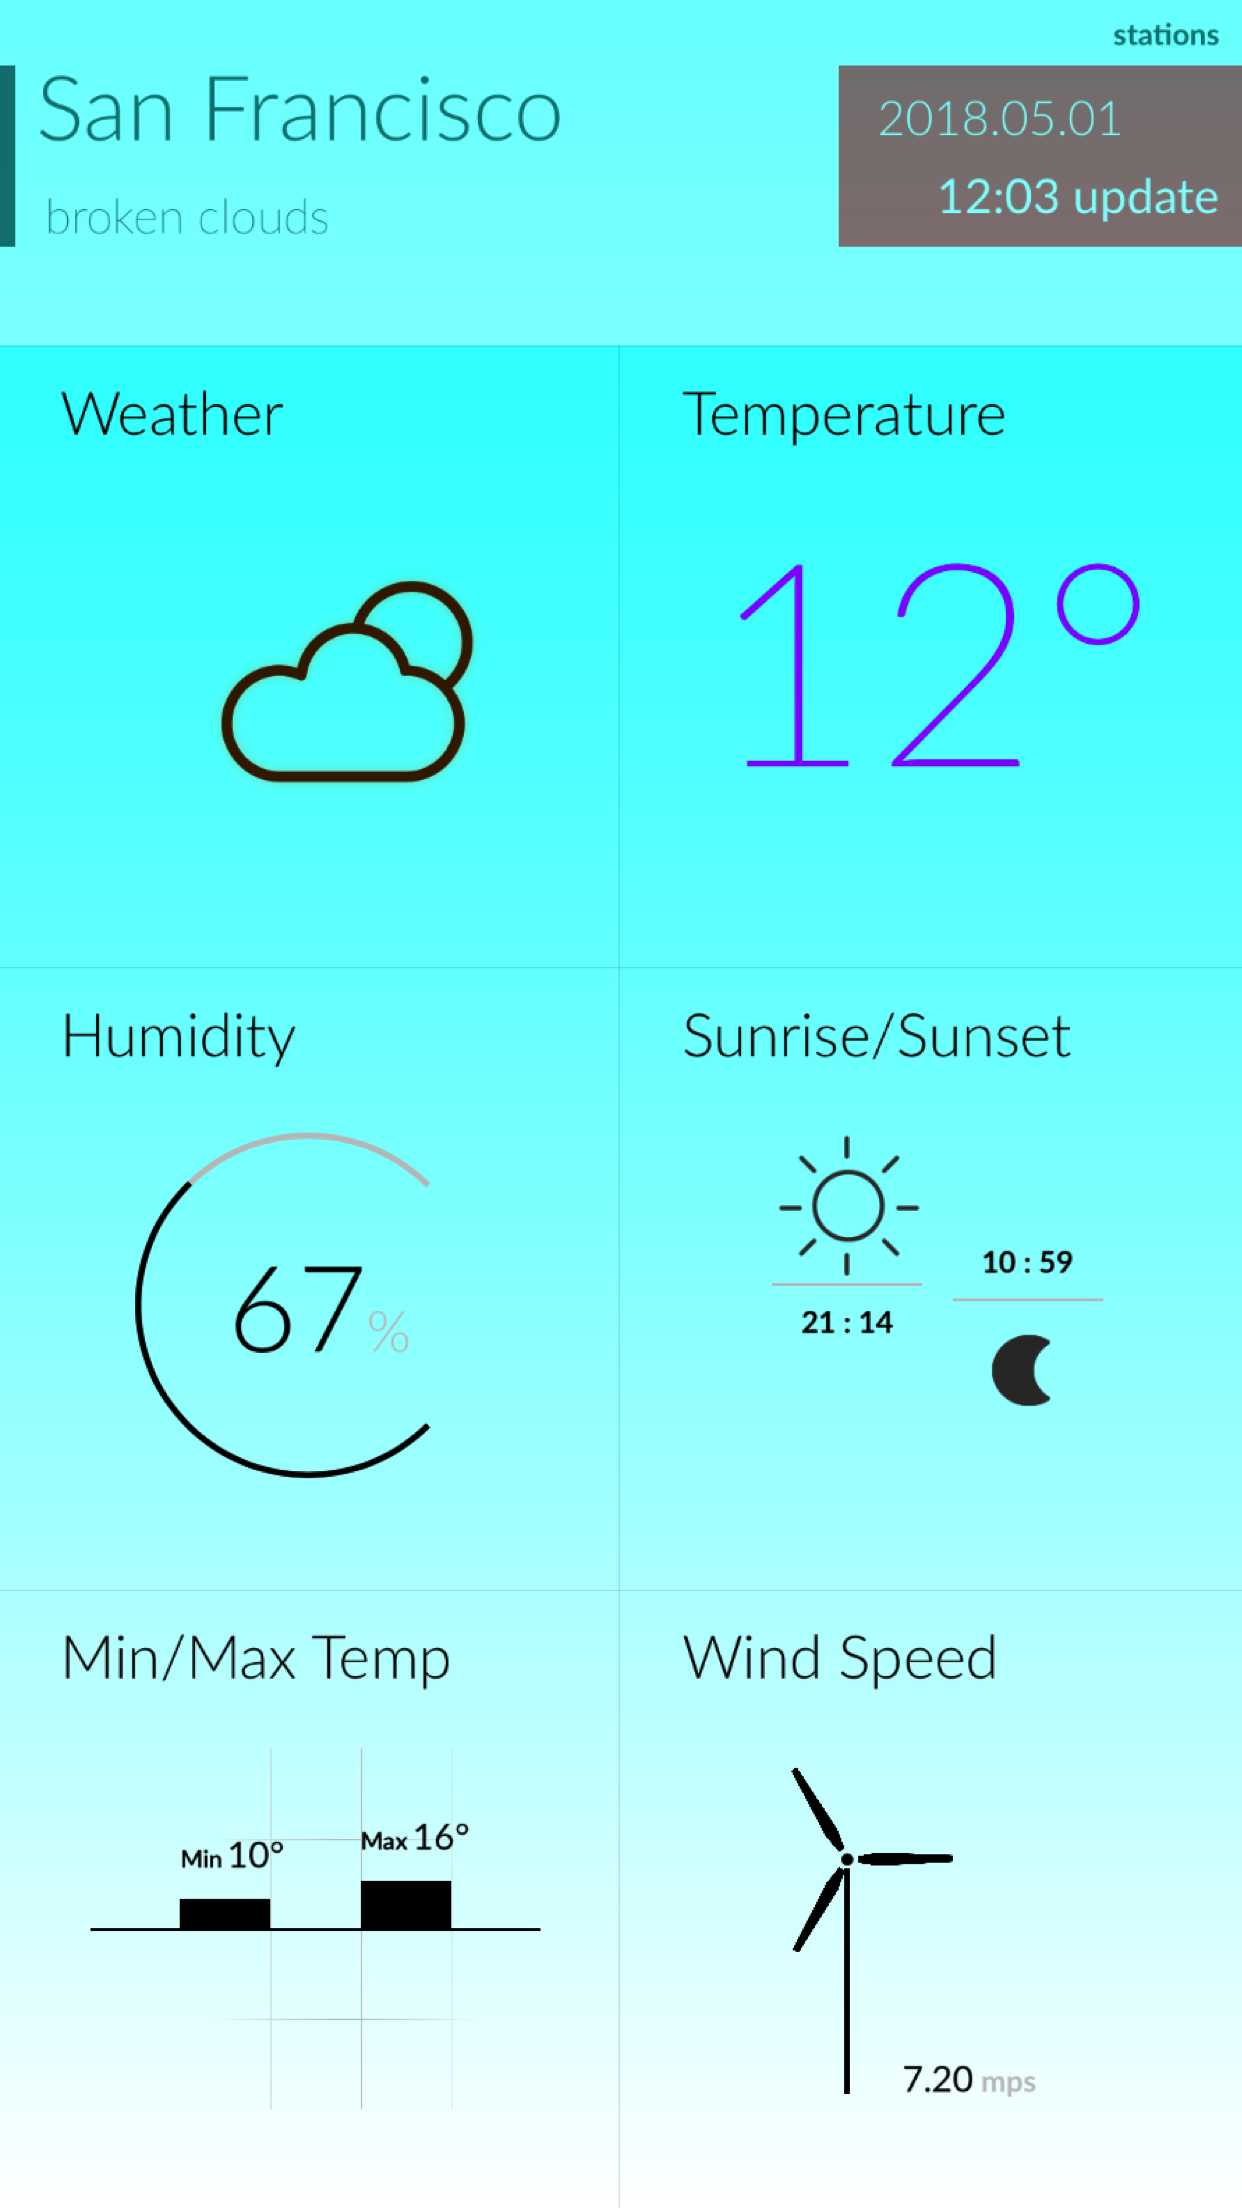 stations
San Francisco
broken clouds
2018.05.01
12:03 update
Weather
Temperature
12°
Humidity
67%
Sunrise/Sunset
21 : 14
10 : 59
Min/Max Temp
Min 10°
Max 16°
Wind Speed
7.20 mps